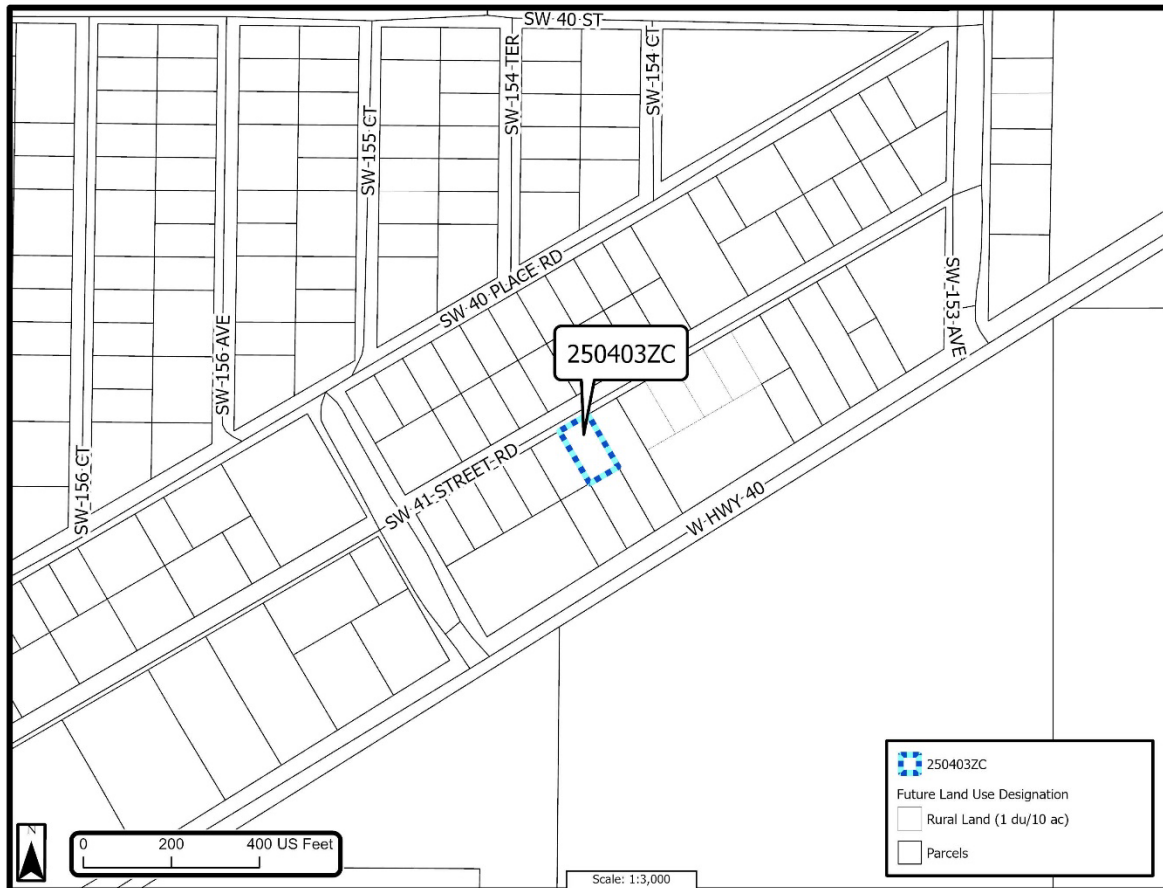 SW 40 ST
SW 154 TER
SW 154 CT
SW 155 CT
SW 40 PLACE RD
SW 153 AVE
250403ZC
SW 156 AVE
SW 156 CT
SW 41 STREET RD
W HWY 40
250403ZC
Future Land Use Designation
Rural Land (1 du/10 ac)
Parcels
N
0 200 400 US Feet
Scale: 1:3,000